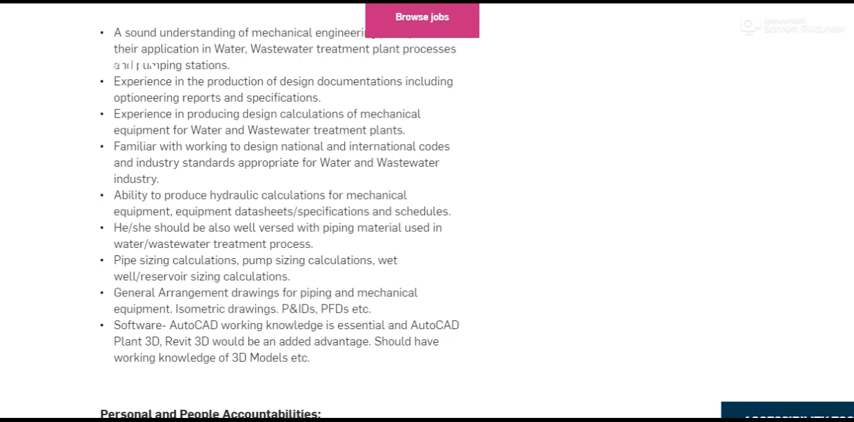 Browse jobs
• A sound understanding of mechanical engineering
their application in Water, Wastewater treatment plant processes
and pumping stations.
• Experience in the production of design documentations including
optioneering reports and specifications.
• Experience in producing design calculations of mechanical
equipment for Water and Wastewater treatment plants.
• Familiar with working to design national and international codes
and industry standards appropriate for Water and Wastewater
industry.
• Ability to produce hydraulic calculations for mechanical
equipment, equipment datasheets/specifications and schedules.
• He/she should be also well versed with piping material used in
water/wastewater treatment process.
• Pipe sizing calculations, pump sizing calculations, wet
well/reservoir sizing calculations.
• General Arrangement drawings for piping and mechanical
equipment. Isometric drawings. P&IDs, PFDs etc.
• Software- AutoCAD working knowledge is essential and AutoCAD
Plant 3D, Revit 3D would be an added advantage. Should have
working knowledge of 3D Models etc.
Personal and People Accountabilities: